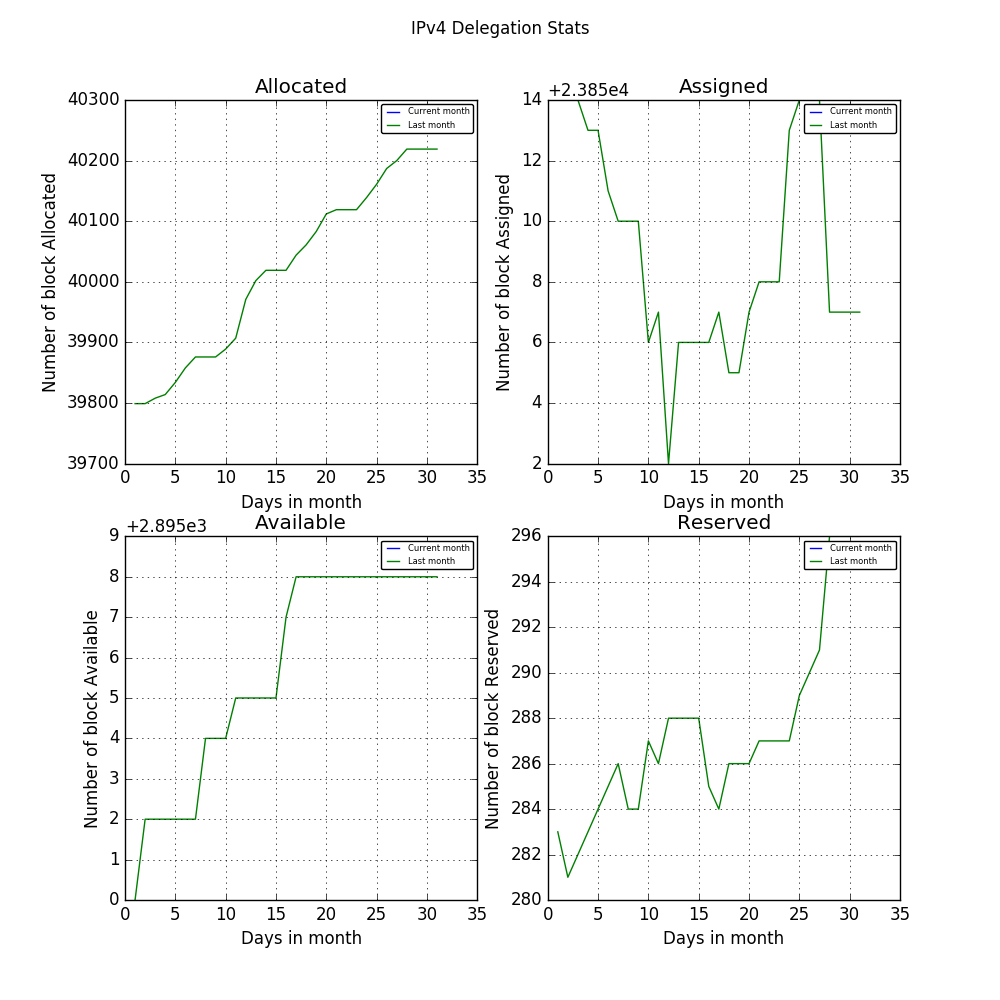 IPv4 Delegation Stats
Allocated
40300
40200
40100
40000
39900
39800
39700
0 5 10 15 20 25 30 35
Number of block Allocated
Days in month
Current month
Last month
Assigned
+2.385e4
14
12
10
8
6
4
2
0 5 10 15 20 25 30 35
Number of block Assigned
Days in month
Current month
Last month
Available
+2.895e3
9
8
7
6
5
4
3
2
1
0
0 5 10 15 20 25 30 35
Number of block Available
Days in month
Current month
Last month
Reserved
296
294
292
290
288
286
284
282
280
0 5 10 15 20 25 30 35
Number of block Reserved
Days in month
Current month
Last month